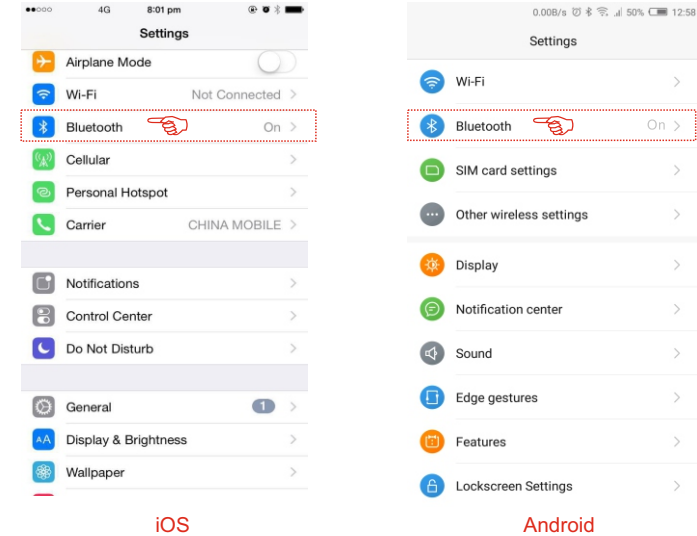 4G 8:01 pm
Settings
Airplane Mode
Wi-Fi Not Connected
Bluetooth On
Cellular
Personal Hotspot
Carrier CHINA MOBILE
Notifications
Control Center
Do Not Disturb
General 1
AA Display & Brightness
Wallpaper
iOS
0.00B/s 50% 12:58
Settings
Wi-Fi
Bluetooth On
SIM card settings
Other wireless settings
Display
Notification center
Sound
Edge gestures
Features
Lockscreen Settings
Android